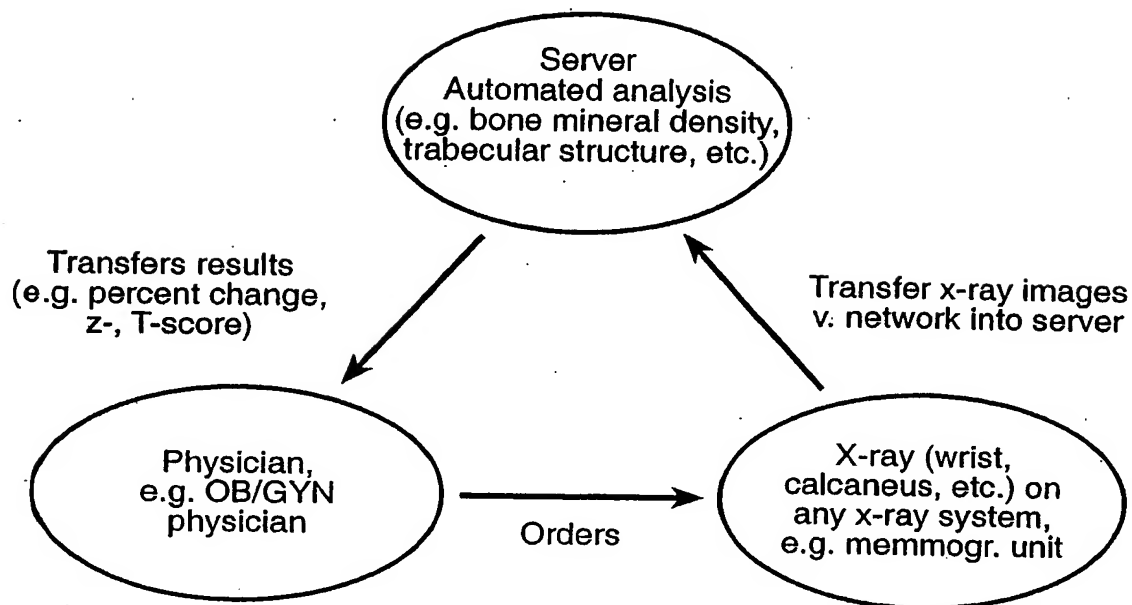 Server
Automated analysis
(e.g. bone mineral density,
trabecular structure, etc.)
Transfers results
(e.g. percent change,
z-, T-score)
Transfer x-ray images
v. network into server
Physician,
e.g. OB/GYN
physician
Orders
X-ray (wrist,
calcaneus, etc.) on
any x-ray system,
e.g. memmogr. unit